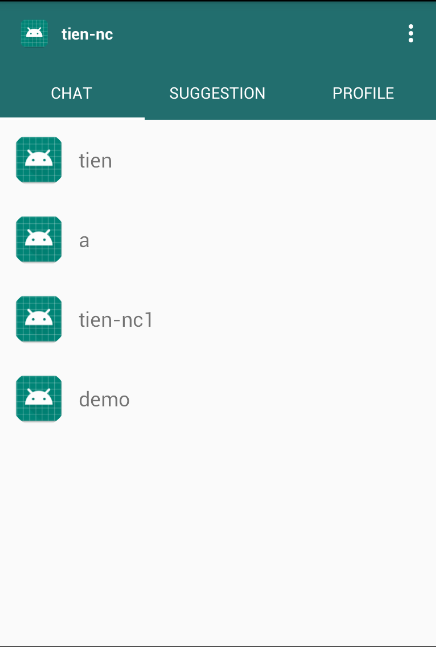 tien-nc
CHAT SUGGESTION PROFILE
tien
a
tien-nc1
demo